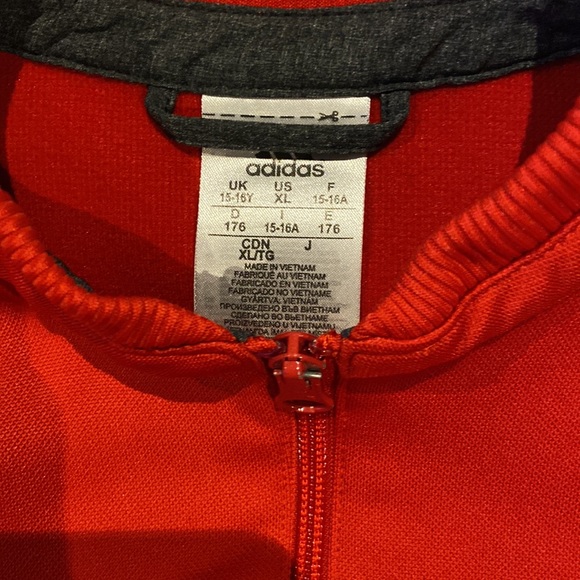 adidas
UK US F
15-16Y XL 15-16A
D I E
176 15-16A 176
CDN J
XL/TG
MADE IN VIETNAM
FABRIQUÉ AU VIETNAM
FABRICADO EN VIETNAM
FABRICADO NO VIETNAME
GYÁRTVA: VIETNAM
ПРОИЗВЕДЕНО ВЪВ ВИЕТНАМ
СДЕЛАНО ВО ВЬЕТНАМЕ
PROIZVEDENO U VIJETNAMU